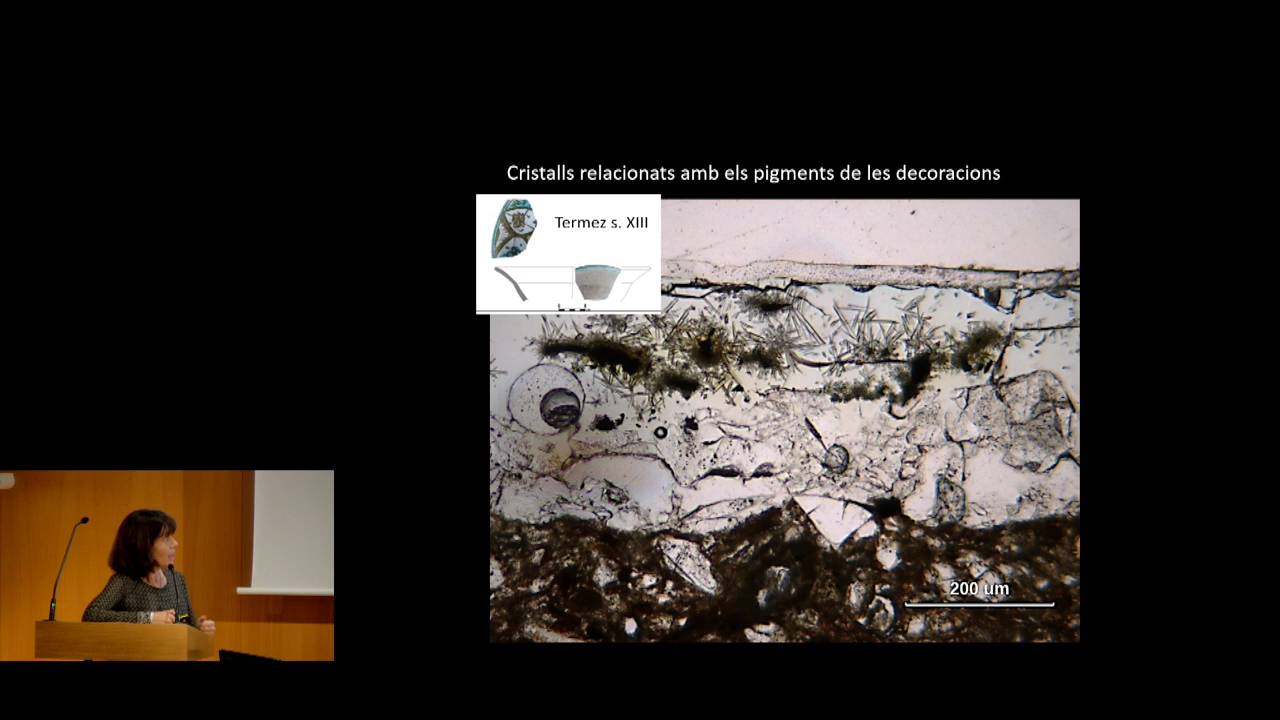 Cristalls relacionats amb els pigments de les decoracions
Termez s. XIII
200 um